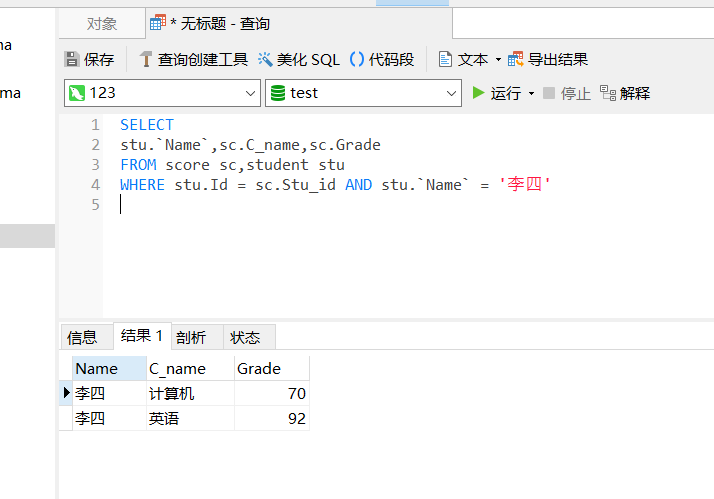 对象
* 无标题 - 查询
na
保存 查询创建工具 美化 SQL () 代码段 文本 导出结果
ma
123 test 运行 停止 解释
1 SELECT
2 stu.`Name`,sc.C_name,sc.Grade
3 FROM score sc,student stu
4 WHERE stu.Id = sc.Stu_id AND stu.`Name` = '李四'
5
信息 结果 1 剖析 状态
Name C_name Grade
李四 计算机 70
李四 英语 92